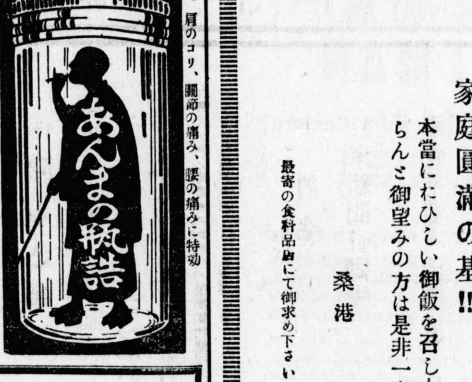 家庭圓滿の基!!
本當においしい御飯を召し
らんと御望みの方は是非一
桑港
最寄の食料品店にて御求め下さい
肩のコリ、關節の痛み、腰の痛みに特効
あんまの瓶詰